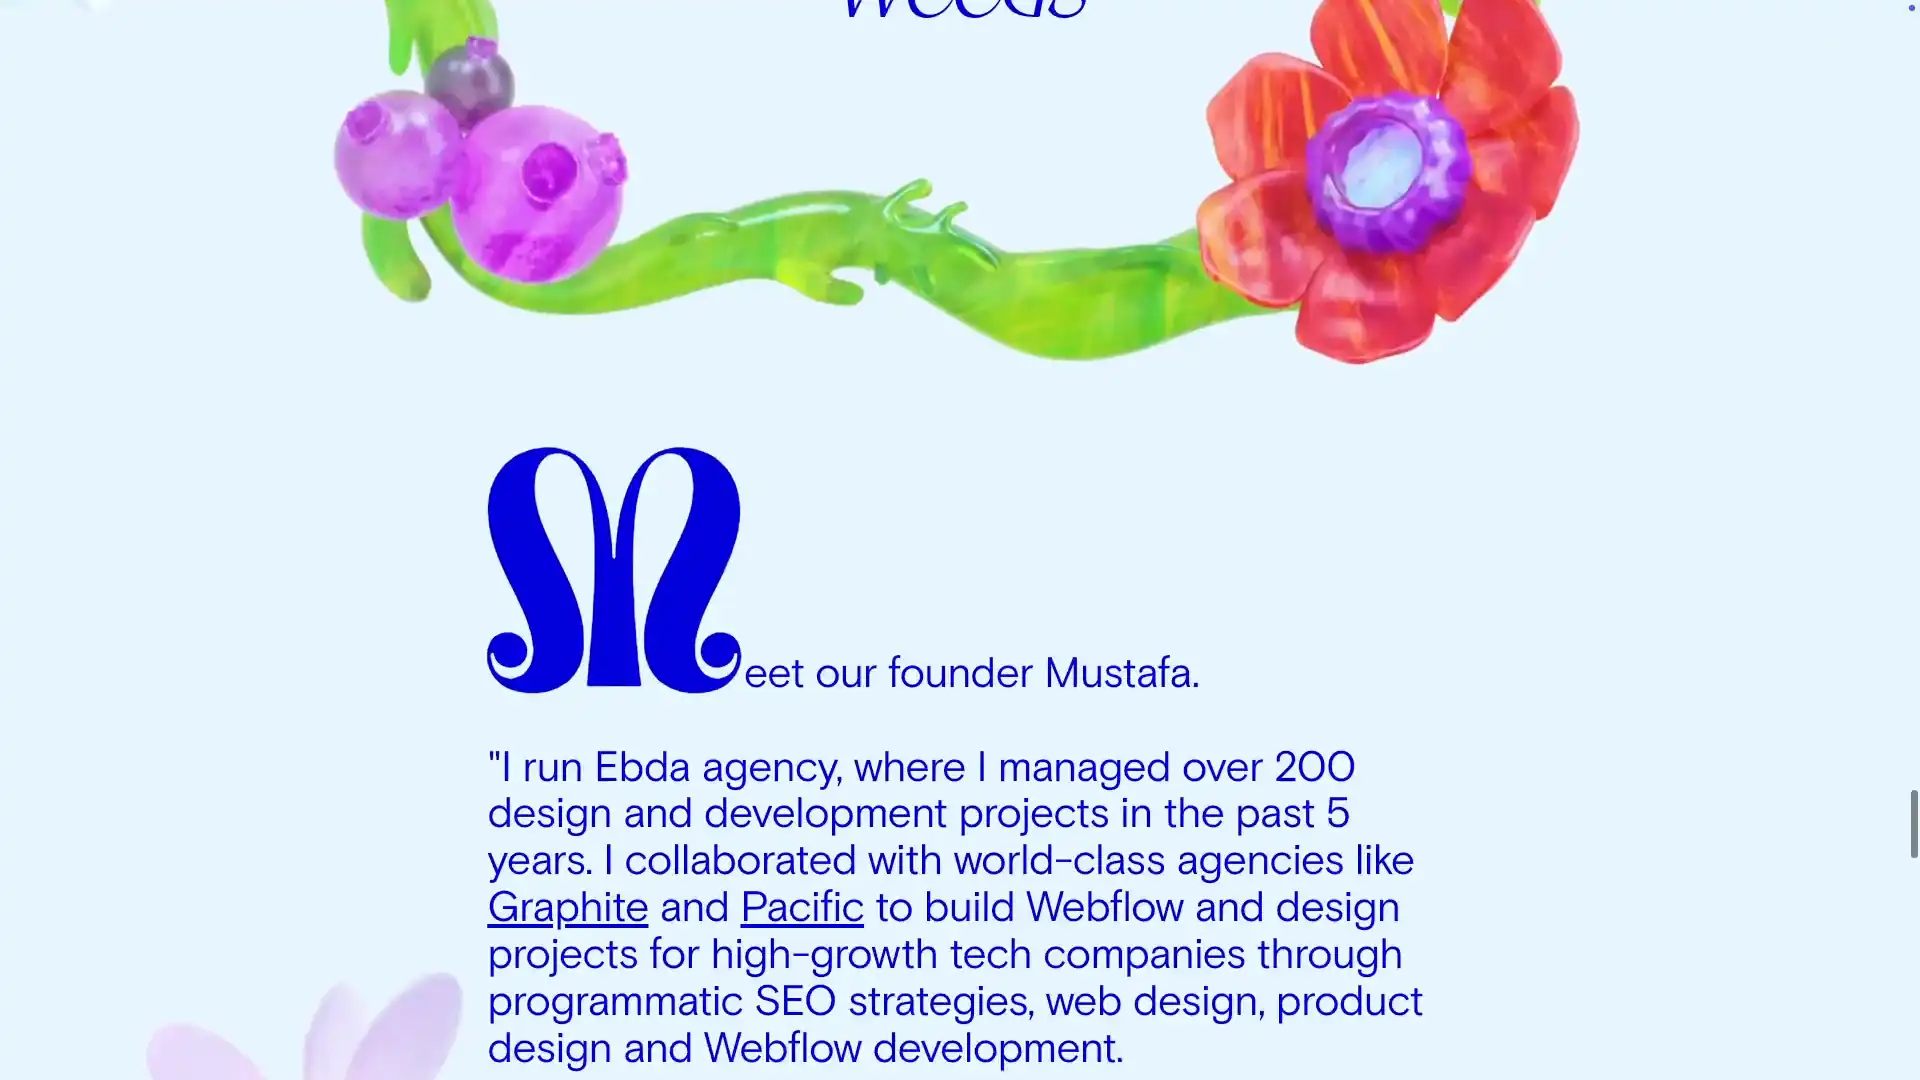 weeds
Meet our founder Mustafa.
"I run Ebda agency, where I managed over 200
design and development projects in the past 5
years. I collaborated with world-class agencies like
Graphite and Pacific to build Webflow and design
projects for high-growth tech companies through
programmatic SEO strategies, web design, product
design and Webflow development.